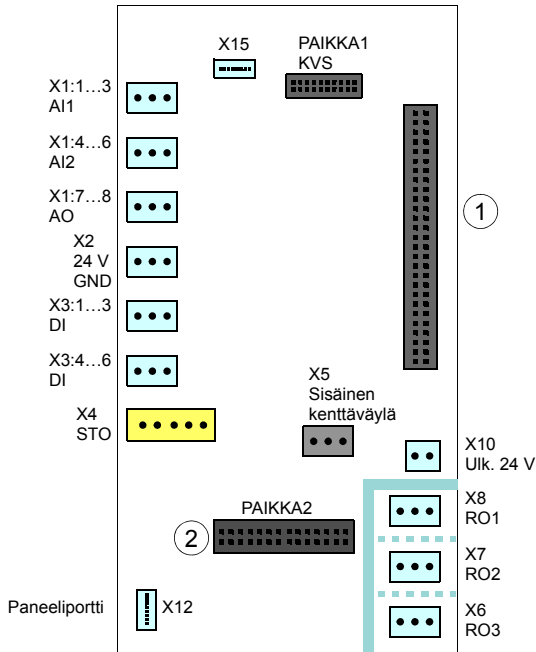 X15
PAIKKA1
KVS
X1:1…3
AI1
X1:4…6
AI2
X1:7…8
AO
X2
24 V
GND
X3:1…3
DI
X3:4…6
DI
X4
STO
1
X5
Sisäinen
kenttäväylä
X10
Ulk. 24 V
PAIKKA2
2
X8
RO1
X7
RO2
X6
RO3
Paneeliportti
X12